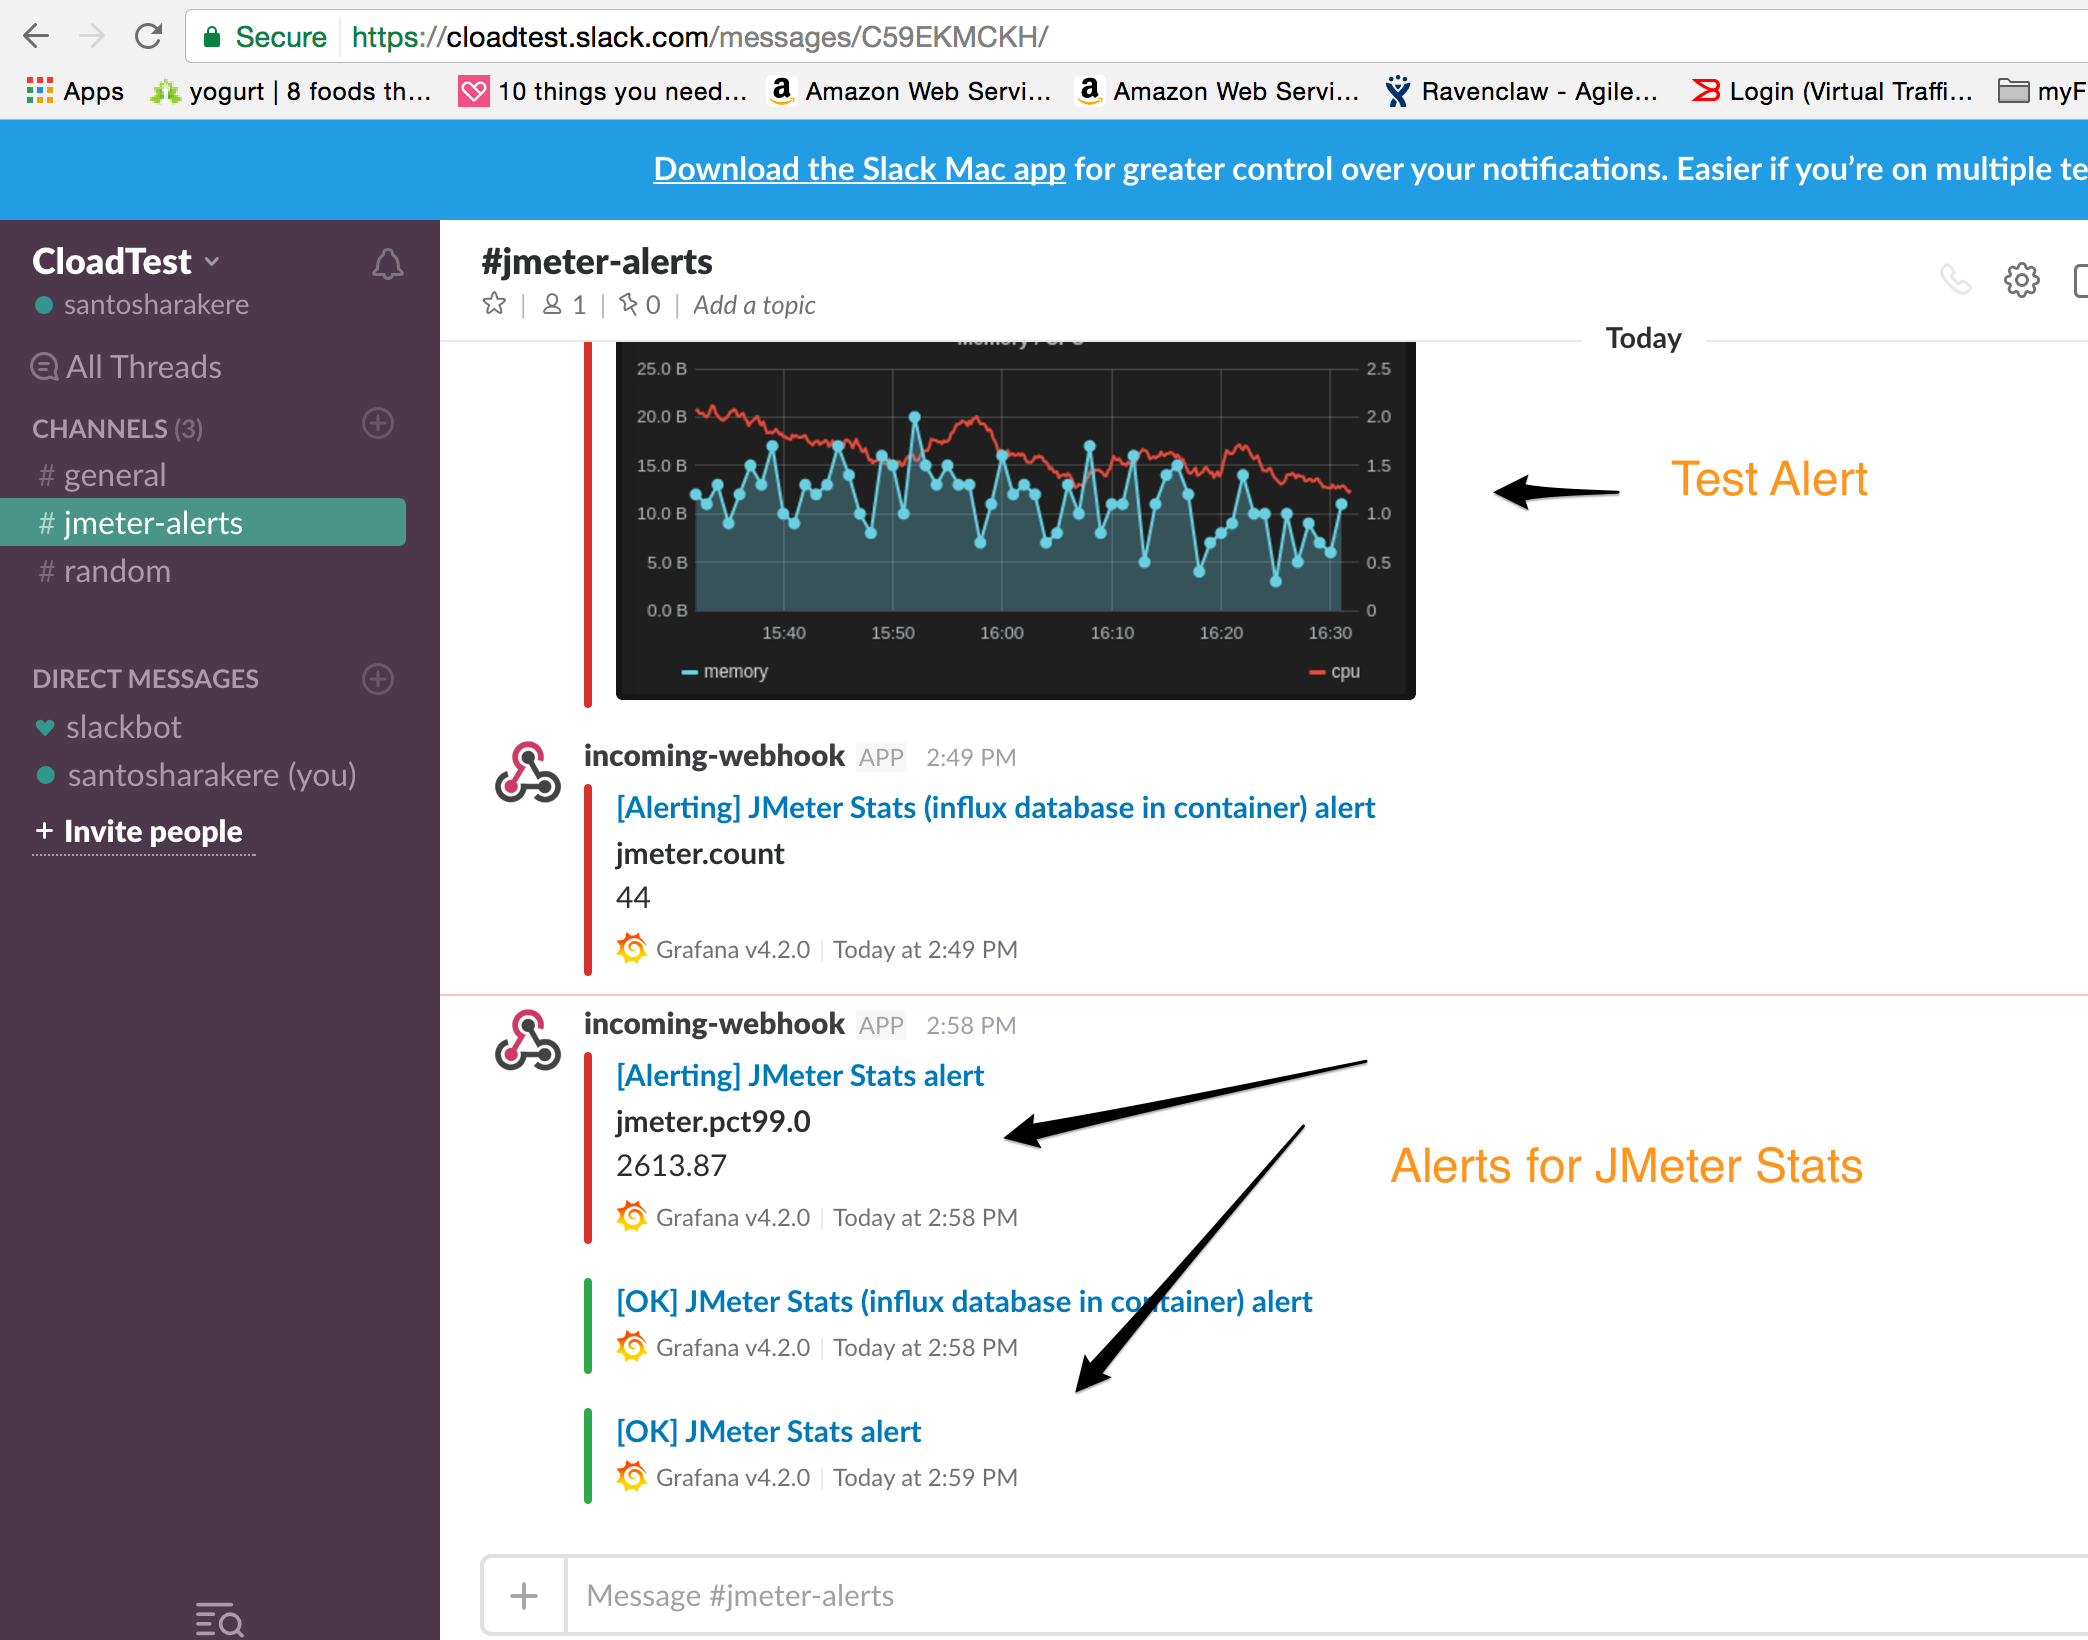 Secure https://cloadtest.slack.com/messages/C59EKMCKH/
Apps yogurt | 8 foods th... 10 things you need... Amazon Web Servi... Amazon Web Servi... Ravenclaw - Agile... Login (Virtual Traffi... myF
Download the Slack Mac app for greater control over your notifications. Easier if you're on multiple te
CloadTest
santosharakere
All Threads
CHANNELS (3)
# general
# jmeter-alerts
# random
DIRECT MESSAGES
slackbot
santosharakere (you)
+ Invite people
#jmeter-alerts
1 | 0 | Add a topic
Today
Memory / CPU
25.0 B 2.5
20.0 B 2.0
15.0 B 1.5
10.0 B 1.0
5.0 B 0.5
0.0 B 0
15:40 15:50 16:00 16:10 16:20 16:30
memory cpu
Test Alert
incoming-webhook APP 2:49 PM
[Alerting] JMeter Stats (influx database in container) alert
jmeter.count
44
Grafana v4.2.0 | Today at 2:49 PM
incoming-webhook APP 2:58 PM
[Alerting] JMeter Stats alert
jmeter.pct99.0
2613.87
Grafana v4.2.0 | Today at 2:58 PM
Alerts for JMeter Stats
[OK] JMeter Stats (influx database in container) alert
Grafana v4.2.0 | Today at 2:58 PM
[OK] JMeter Stats alert
Grafana v4.2.0 | Today at 2:59 PM
+ Message #jmeter-alerts